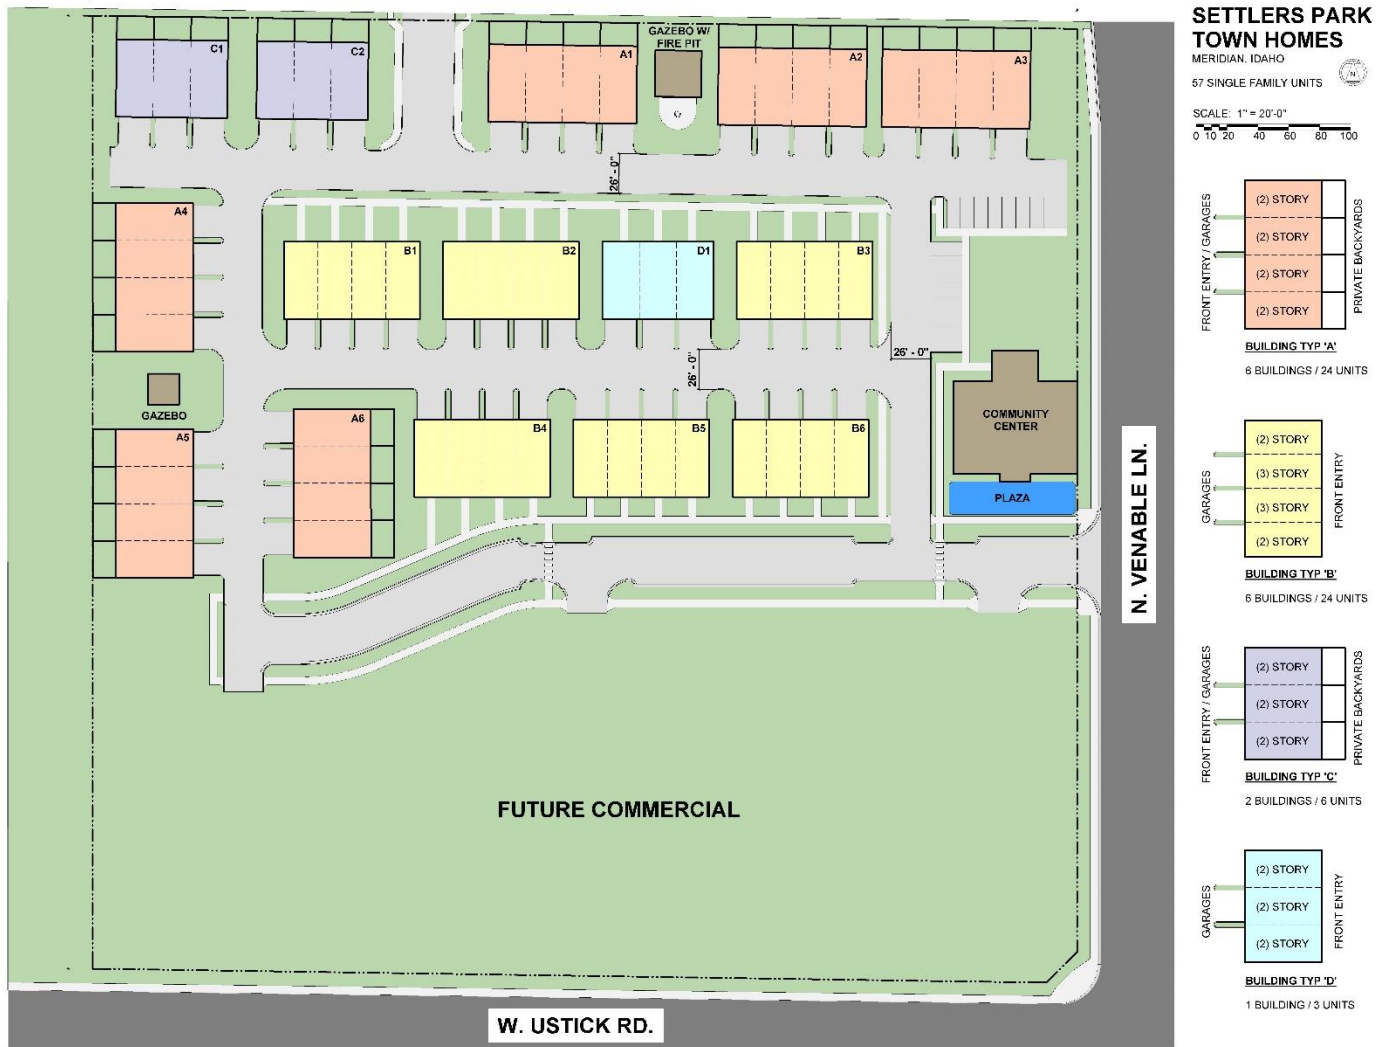 SETTLERS PARK
TOWN HOMES
MERIDIAN, IDAHO
57 SINGLE FAMILY UNITS
N
SCALE: 1" = 20'-0"
0 10 20 40 60 80 100
C1
C2
A1
GAZEBO W/
FIRE PIT
A2
A3
26' - 0"
A4
B1
B2
D1
B3
26' - 0"
26' - 0"
GAZEBO
A5
A6
B4
B5
B6
COMMUNITY
CENTER
PLAZA
N. VENABLE LN.
FUTURE COMMERCIAL
W. USTICK RD.
FRONT ENTRY / GARAGES
(2) STORY
(2) STORY
(2) STORY
(2) STORY
PRIVATE BACKYARDS
BUILDING TYP 'A'
6 BUILDINGS / 24 UNITS
GARAGES
(2) STORY
(3) STORY
(3) STORY
(2) STORY
FRONT ENTRY
BUILDING TYP 'B'
6 BUILDINGS / 24 UNITS
FRONT ENTRY / GARAGES
(2) STORY
(2) STORY
(2) STORY
PRIVATE BACKYARDS
BUILDING TYP 'C'
2 BUILDINGS / 6 UNITS
GARAGES
(2) STORY
(2) STORY
(2) STORY
FRONT ENTRY
BUILDING TYP 'D'
1 BUILDING / 3 UNITS